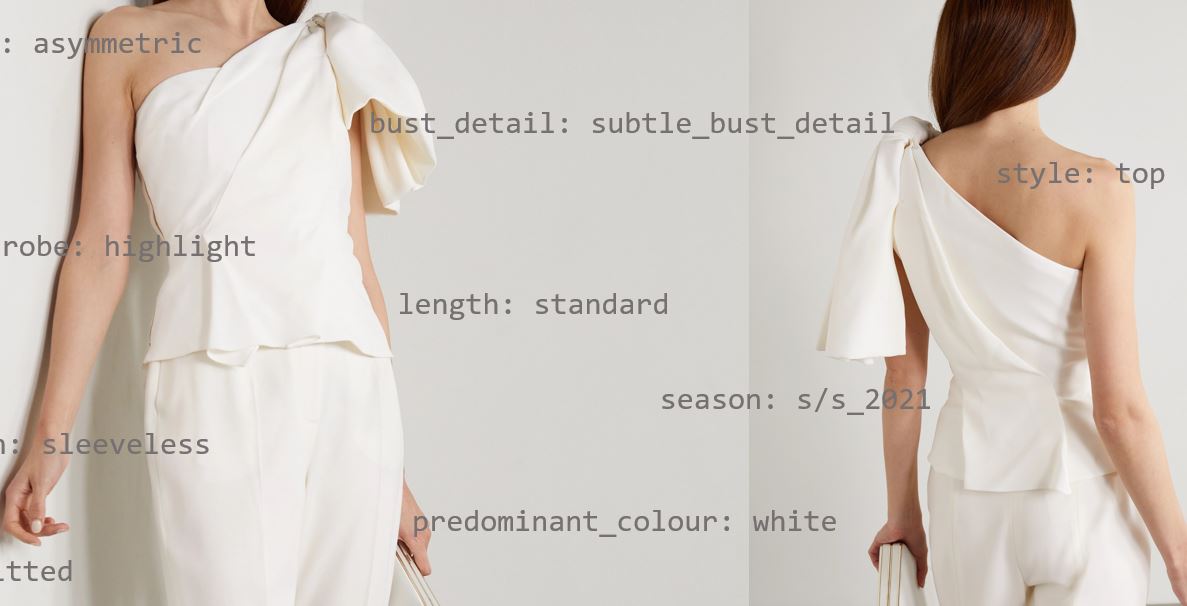 : asymmetric
bust_detail: subtle_bust_detail
style: top
robe: highlight
length: standard
season: s/s_2021
: sleeveless
predominant_colour: white
itted